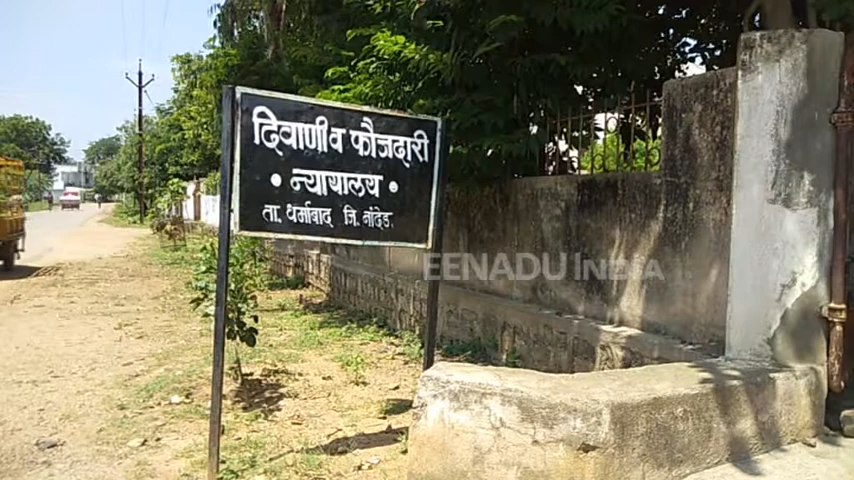 दिवाणी व फौजदारी
• न्यायालय •
ता. धर्माबाद् जि. नांदेड.
EENADU | INDIA